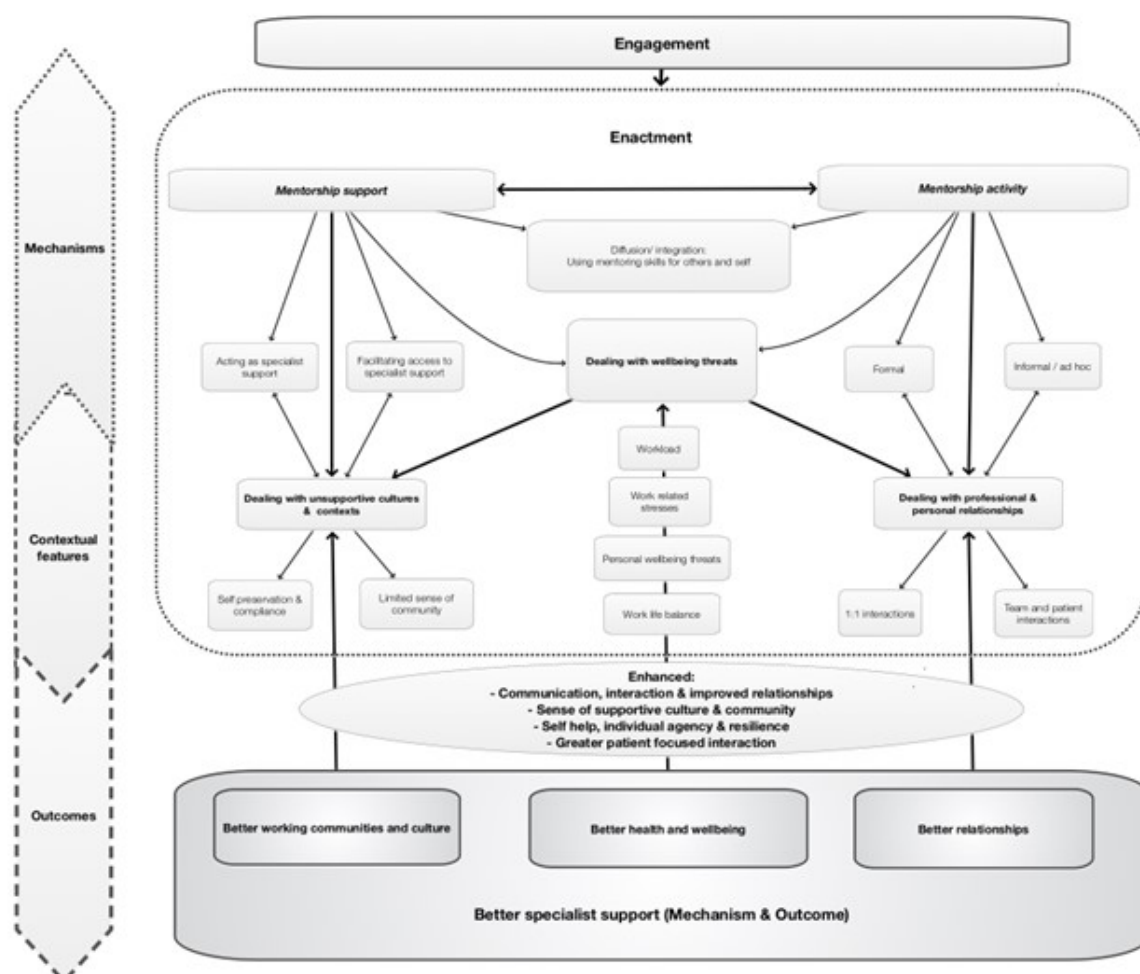 Engagement
Enactment
Mentorship support
Mentorship activity
Mechanisms
Diffusion/ integration:
Using mentoring skills for others and self
Acting as specialist
support
Facilitating access to
specialist support
Dealing with wellbeing threats
Formal
Informal / ad hoc
Workload
Dealing with unsupportive cultures
& contexts
Work related
stresses
Dealing with professional &
personal relationships
Contextual
features
Personal wellbeing threats
Self preservation &
compliance
Limited sense of
community
Work life balance
1:1 interactions
Team and patient
interactions
Enhanced:
- Communication, interaction & improved relationships
- Sense of supportive culture & community
- Self help, individual agency & resilience
- Greater patient focused interaction
Outcomes
Better working communities and culture
Better health and wellbeing
Better relationships
Better specialist support (Mechanism & Outcome)